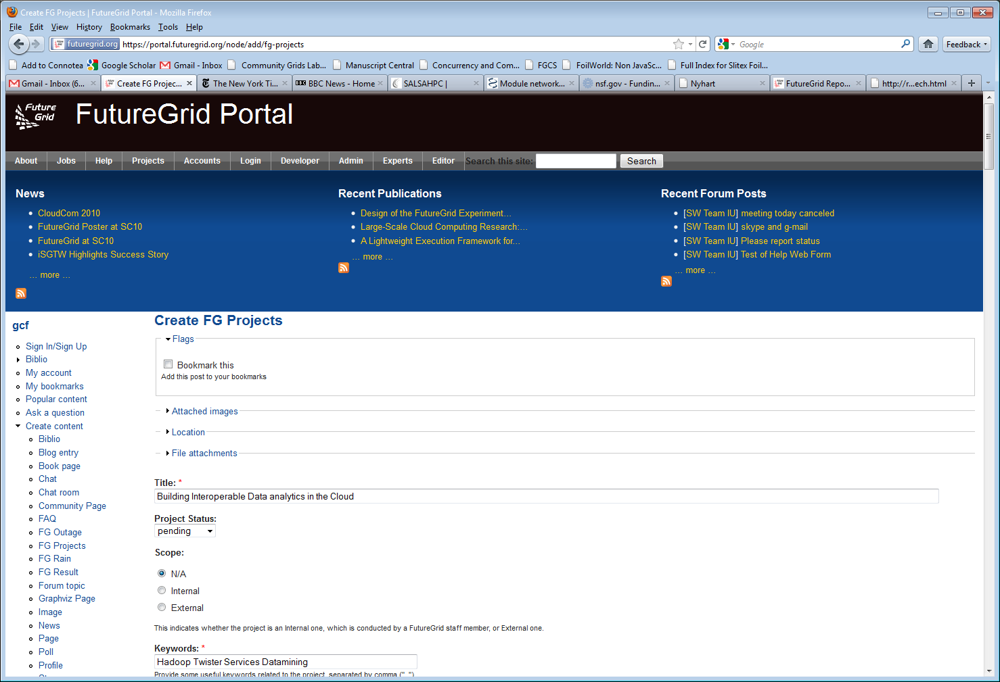 Create FG Projects | FutureGrid Portal - Mozilla Firefox
File Edit View History Bookmarks Tools Help
futuregrid.org https://portal.futuregrid.org/node/add/fg-projects Google Feedback
Add to Connotea Google Scholar Gmail - Inbox Community Grids Lab... Manuscript Central Concurrency and Com... FGCS FoilWorld: Non JavaSc... Full Index for Slitex Foil...
Gmail - Inbox (6... Create FG Projec... The New York Ti... BBC BBC News - Home SALSAHPC | Module network... nsf.gov - Fundin... Nyhart FutureGrid Repo... http://r...ech.html
Future Grid FutureGrid Portal
About Jobs Help Projects Accounts Login Developer Admin Experts Editor Search this site: Search
News
CloudCom 2010
FutureGrid Poster at SC10
FutureGrid at SC10
iSGTW Highlights Success Story
... more ...
Recent Publications
Design of the FutureGrid Experiment...
Large-Scale Cloud Computing Research:...
A Lightweight Execution Framework for...
... more ...
Recent Forum Posts
[SW Team IU] meeting today canceled
[SW Team IU] skype and g-mail
[SW Team IU] Please report status
[SW Team IU] Test of Help Web Form
... more ...
gcf
Sign In/Sign Up
Biblio
My account
My bookmarks
Popular content
Ask a question
Create content
Biblio
Blog entry
Book page
Chat
Chat room
Community Page
FAQ
FG Outage
FG Projects
FG Rain
FG Result
Forum topic
Graphviz Page
Image
News
Page
Poll
Profile
Create FG Projects
Flags
Bookmark this
Add this post to your bookmarks
Attached images
Location
File attachments
Title: *
Building Interoperable Data analytics in the Cloud
Project Status:
pending
Scope:
N/A
Internal
External
This indicates whether the project is an Internal one, which is conducted by a FutureGrid staff member, or External one.
Keywords: *
Hadoop Twister Services Datamining
Provide some useful keywords related to the project, separated by comma (",")